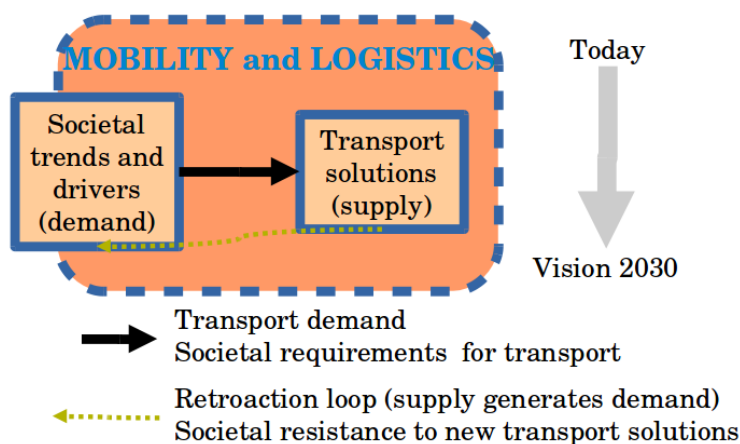 MOBILITY and LOGISTICS
Today
Societal
trends and
drivers
(demand)
Transport
solutions
(supply)
Vision 2030
Transport demand
Societal requirements for transport
Retroaction loop (supply generates demand)
Societal resistance to new transport solutions